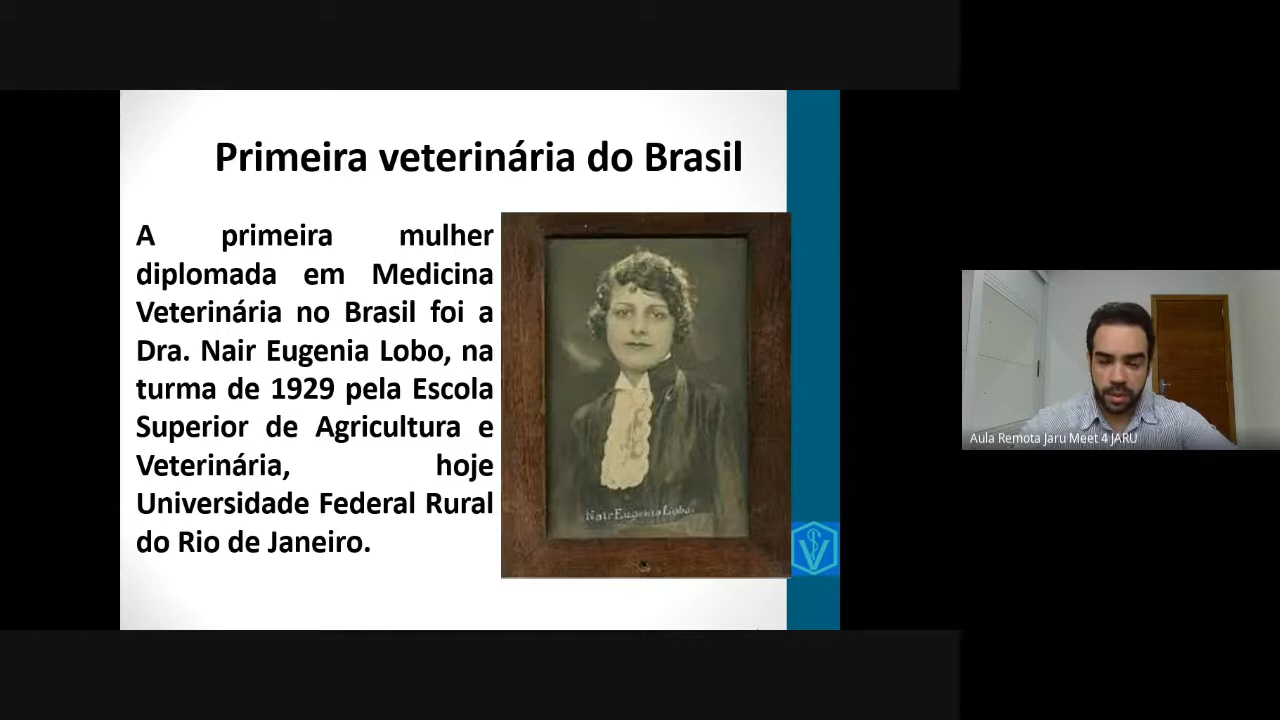 Primeira veterinária do Brasil
A primeira mulher
diplomada em Medicina
Veterinária no Brasil foi a
Dra. Nair Eugenia Lobo, na
turma de 1929 pela Escola
Superior de Agricultura e
Veterinária, hoje
Universidade Federal Rural
do Rio de Janeiro.
Nair Eugenia Lobo.
V
Aula Remota Jaru Meet 4 JARU